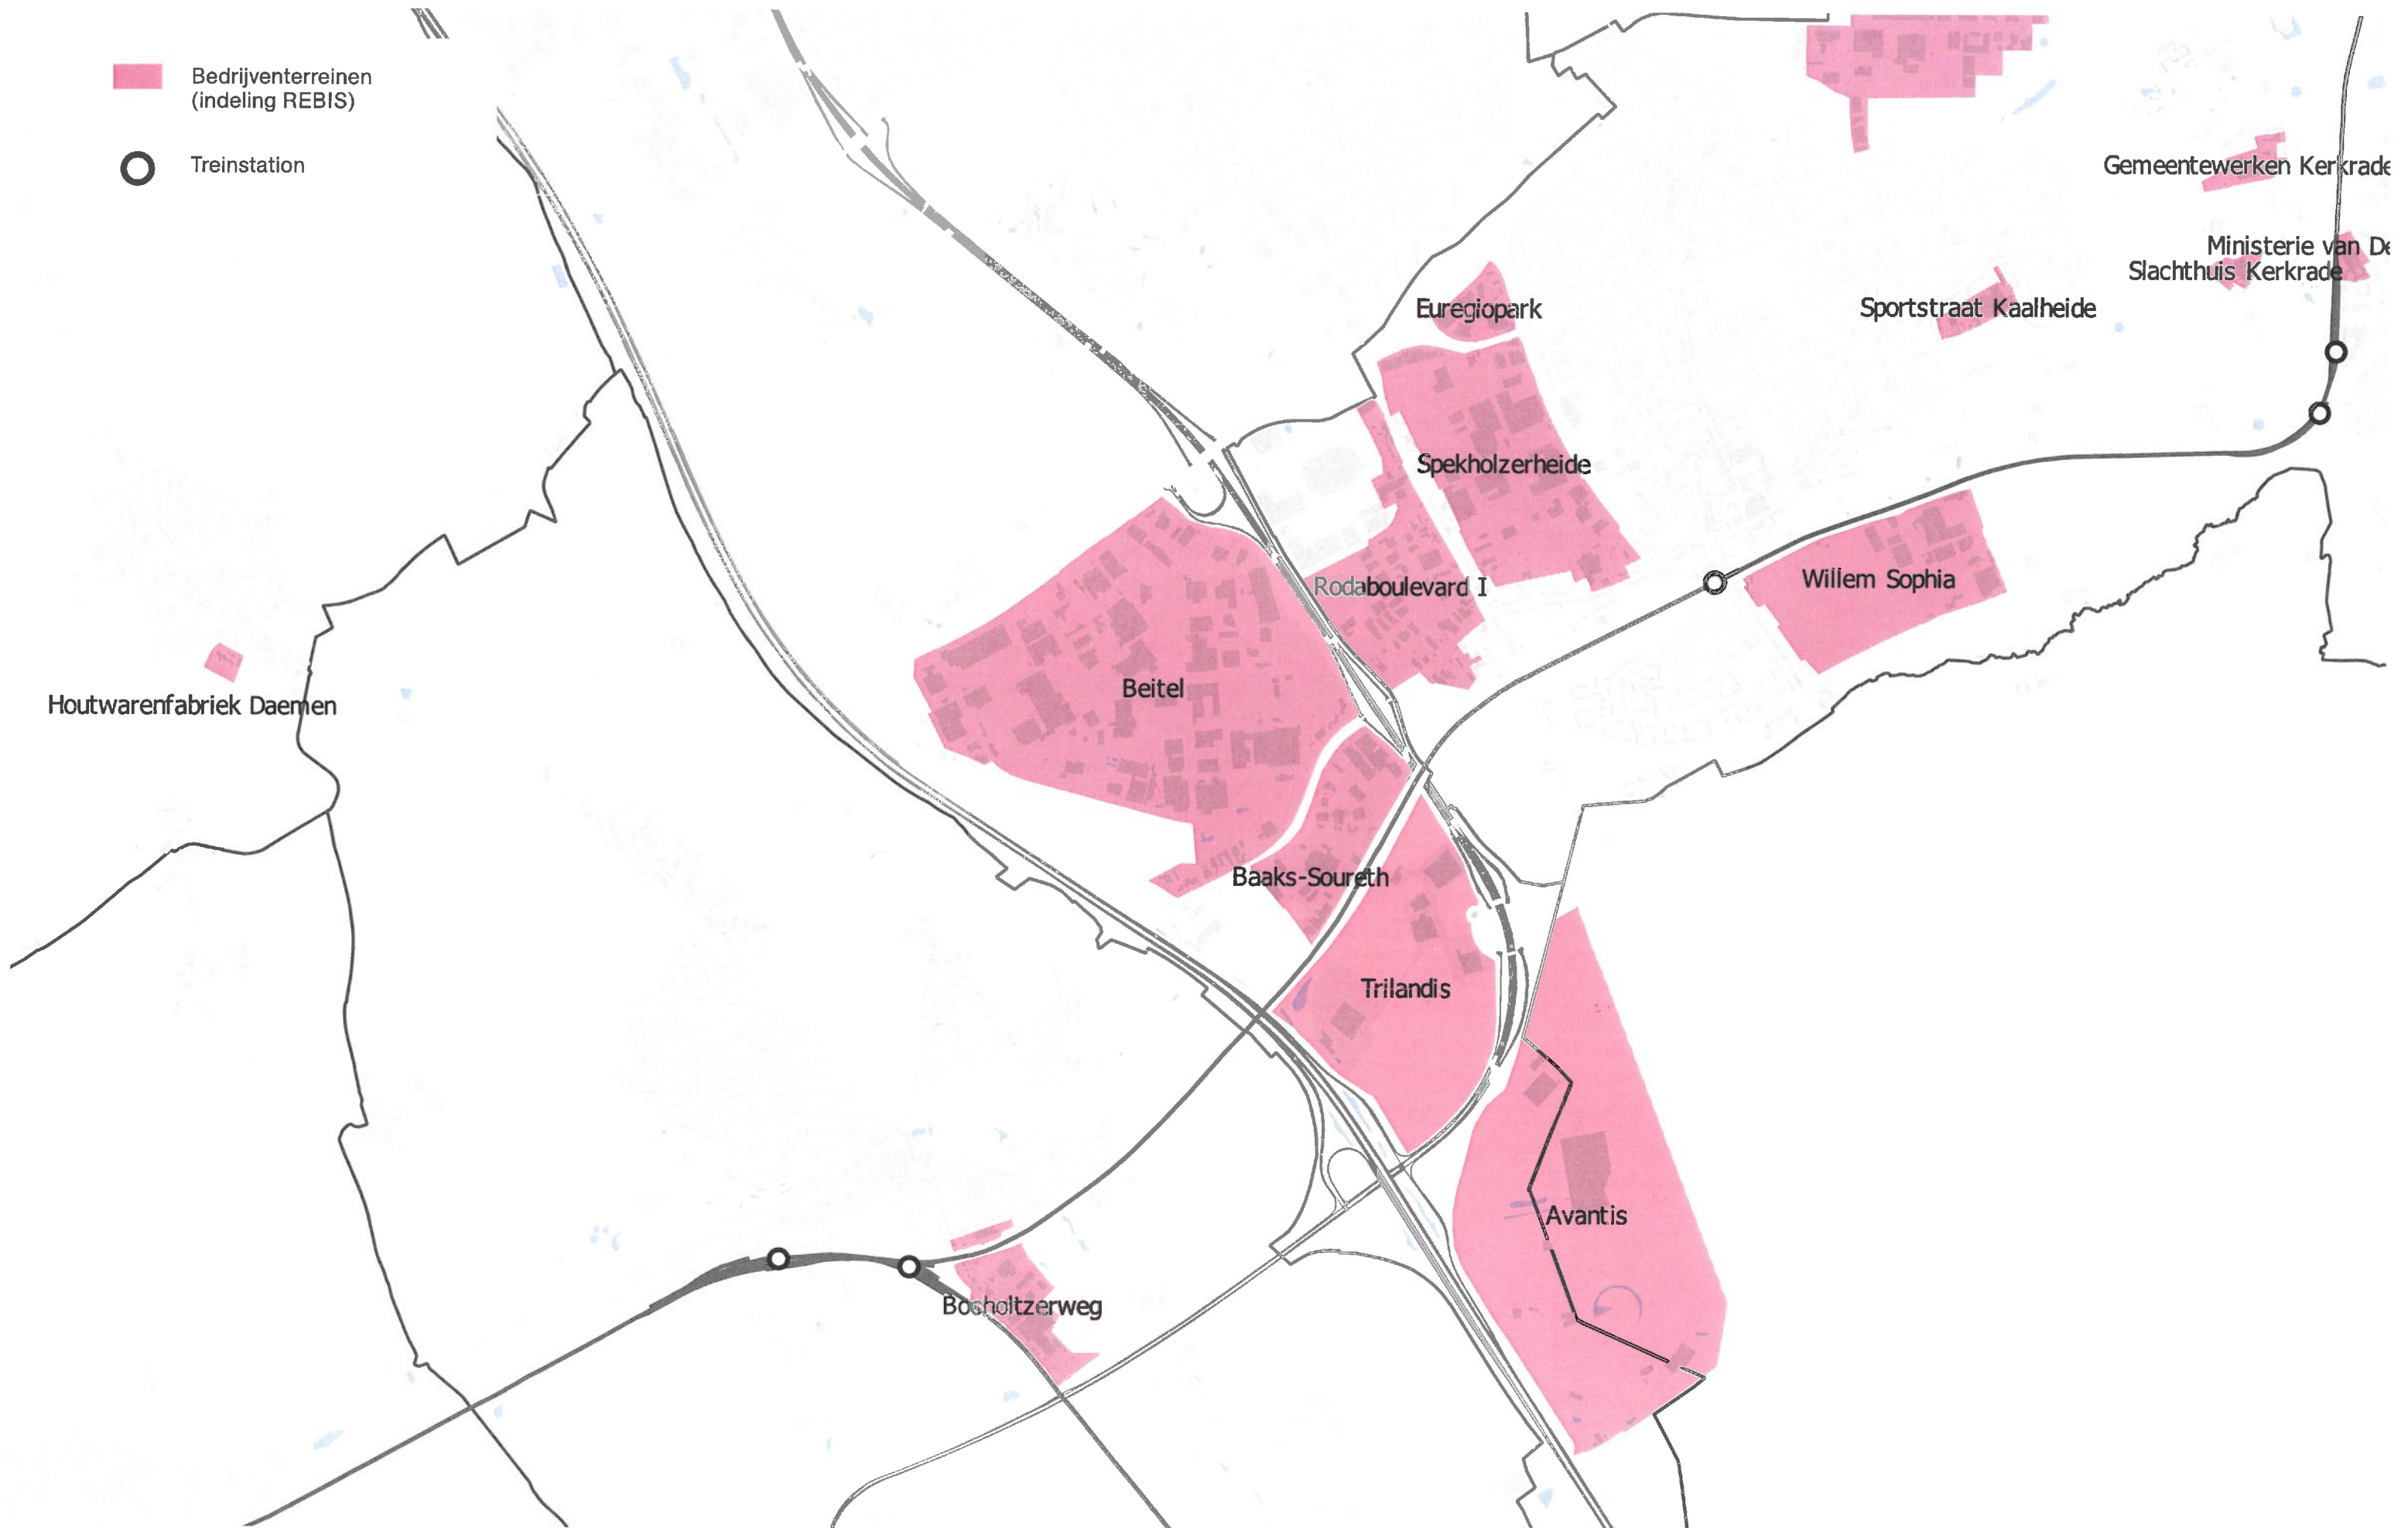 Bedrijventerreinen
(indeling REBIS)
Treinstation
Gemeentewerken Kerkrade
Ministerie van De
Slachthuis Kerkrade
Euregiopark
Sportstraat Kaalheide
Spekholzerheide
Rodaboulevard I
Willem Sophia
Beitel
Houtwarenfabriek Daemen
Baaks-Soureth
Trilandis
Avantis
Bocholtzerweg